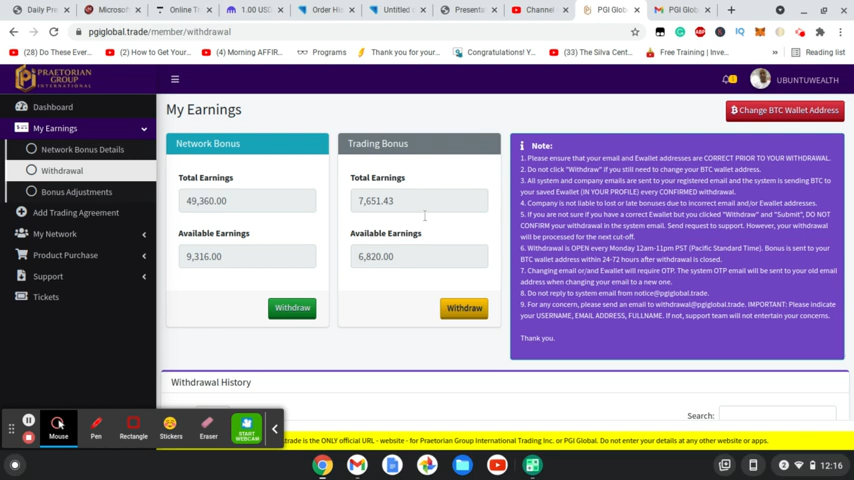 Daily Pra
Microsof
Online Tr
1.00 USD
Order His
Untitled d
Presenta
Channel c
PGI Glob
PGI Glob
pgiglobal.trade/member/withdrawal
(28) Do These Ever...
(2) How to Get Your...
(4) Morning AFFIR...
Programs
Thank you for your...
Congratulations! Y...
(33) The Silva Cent...
Free Training | Inve...
Reading list
PRAETORIAN
GROUP
INTERNATIONAL
UBUNTUWEALTH
Dashboard
My Earnings
Network Bonus Details
Withdrawal
Bonus Adjustments
Add Trading Agreement
My Network
Product Purchase
Support
Tickets
My Earnings
Change BTC Wallet Address
Network Bonus
Total Earnings
49,360.00
Available Earnings
9,316.00
Withdraw
Trading Bonus
Total Earnings
7,651.43
Available Earnings
6,820.00
Withdraw
Note:
1. Please ensure that your email and Ewallet addresses are CORRECT PRIOR TO YOUR WITHDRAWAL.
2. Do not click "Withdraw" if you still need to change your BTC wallet address.
3. All system and company emails are sent to your registered email and the system is sending BTC to
your saved Ewallet (IN YOUR PROFILE) every CONFIRMED withdrawal.
4. Company is not liable to lost or late bonuses due to incorrect email and/or Ewallet addresses.
5. If you are not sure if you have a correct Ewallet but you clicked "Withdraw" and "Submit", DO NOT
CONFIRM your withdrawal in the system email. Send request to support. However, your withdrawal
will be processed for the next cut-off.
6. Withdrawal is OPEN every Monday 12am-11pm PST (Pacific Standard Time). Bonus is sent to your
BTC wallet address within 24-72 hours after withdrawal is closed.
7. Changing email or/and Ewallet will require OTP. The system OTP email will be sent to your old email
address when changing your email to a new one.
8. Do not reply to system email from notice@pgiglobal.trade.
9. For any concern, please send an email to withdrawal@pgiglobal.trade. IMPORTANT: Please indicate
your USERNAME, EMAIL ADDRESS, FULLNAME. If not, support team will not entertain your concerns.
Thank you.
Withdrawal History
Search:
Mouse
Pen
Rectangle
Stickers
Eraser
START
WEBCAM
trade is the ONLY official URL - website - for Praetorian Group International Trading Inc. or PGI Global. Do not enter your details at any other website or apps.
2
12:16